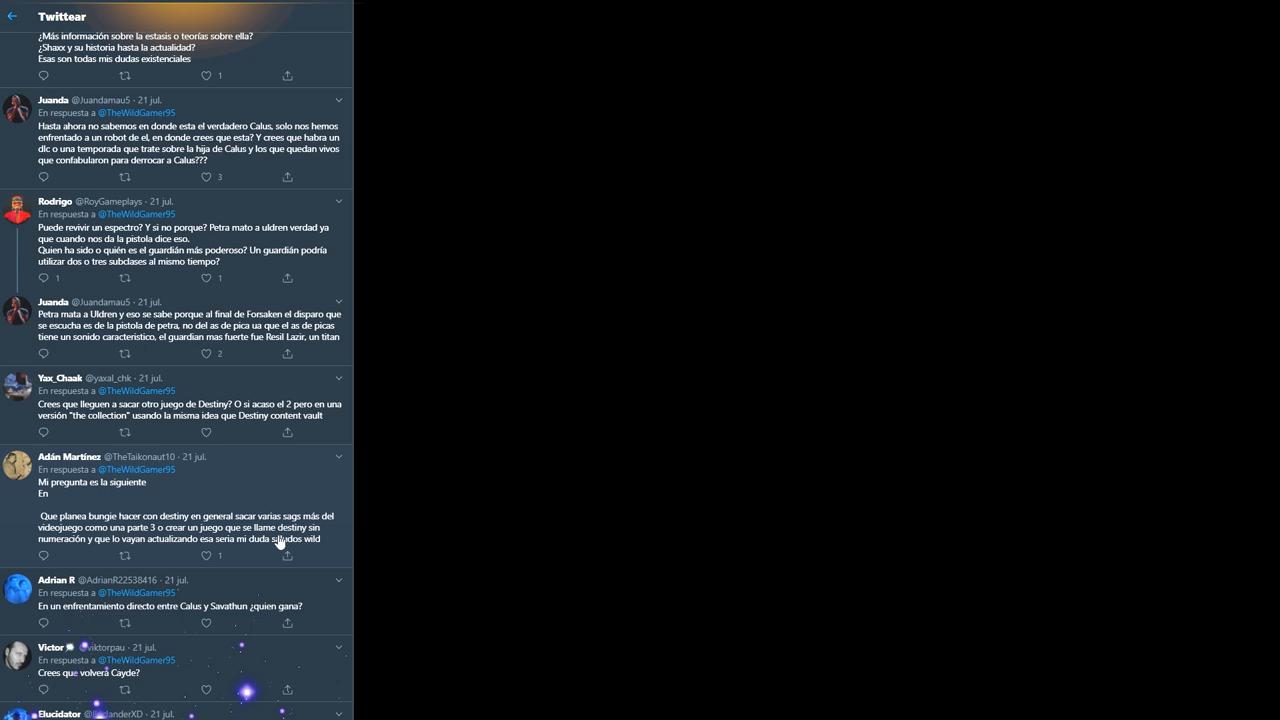 Twittear
¿Más información sobre la estasis o teorías sobre ella?
¿Shaxx y su historia hasta la actualidad?
Esas son todas mis dudas existenciales
1
Juanda @Juandamau5 · 21 jul.
En respuesta a @TheWildGamer95
Hasta ahora no sabemos en donde esta el verdadero Calus, solo nos hemos
enfrentado a un robot de el, en donde crees que esta? Y crees que habra un
dlc o una temporada que trate sobre la hija de Calus y los que quedan vivos
que confabularon para derrocar a Calus???
3
Rodrigo @RoyGameplays · 21 jul.
En respuesta a @TheWildGamer95
Puede revivir un espectro? Y si no porque? Petra mato a uldren verdad ya
que cuando nos da la pistola dice eso.
Quien ha sido o quién es el guardián más poderoso? Un guardián podría
utilizar dos o tres subclases al mismo tiempo?
1 1
Juanda @Juandamau5 · 21 jul.
Petra mata a Uldren y eso se sabe porque al final de Forsaken el disparo que
se escucha es de la pistola de petra, no del as de pica ua que el as de picas
tiene un sonido caracteristico, el guardian mas fuerte fue Resil Lazir, un titan
2
Yax_Chaak @yaxal_chk · 21 jul.
En respuesta a @TheWildGamer95
Crees que lleguen a sacar otro juego de Destiny? O si acaso el 2 pero en una
versión "the collection" usando la misma idea que Destiny content vault
Adán Martínez @TheTaikonaut10 · 21 jul.
En respuesta a @TheWildGamer95
Mi pregunta es la siguiente
En
Que planea bungie hacer con destiny en general sacar varias sags más del
videojuego como una parte 3 o crear un juego que se llame destiny sin
numeración y que lo vayan actualizando esa seria mi duda saludos wild
1
Adrian R @AdrianR22538416 · 21 jul.
En respuesta a @TheWildGamer95
En un enfrentamiento directo entre Calus y Savathun ¿quien gana?
Victor @viktorpau · 21 jul.
En respuesta a @TheWildGamer95
Crees que volverá Cayde?
Elucidator 21 jul.